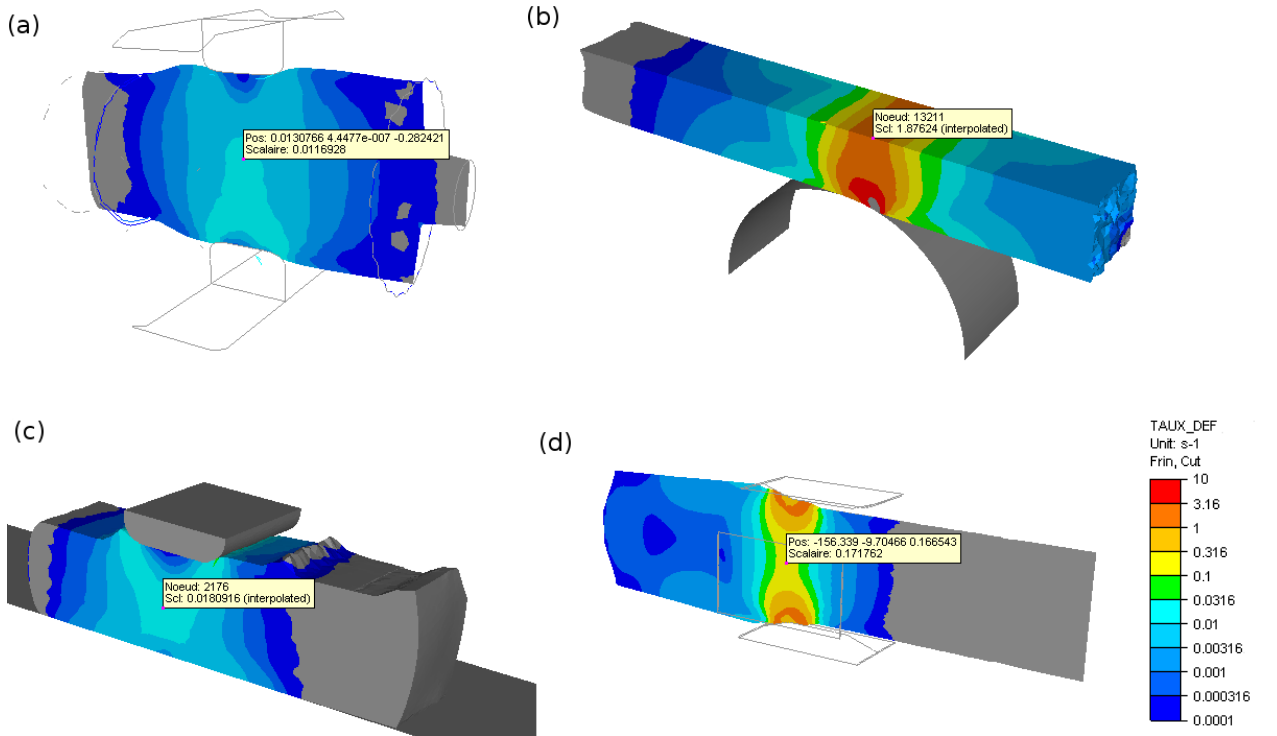 (a)
Pos: 0.0130766 4.4477e-007 -0.282421
Scalaire: 0.0116928
(b)
Noeud: 13211
Scl: 1.87624 (interpolated)
(c)
Noeud: 2176
Scl: 0.0180916 (interpolated)
(d)
Pos: -156.339 -9.70466 0.166543
Scalaire: 0.171762
TAUX_DEF
Unit: s-1
Frin, Cut
10
3.16
1
0.316
0.1
0.0316
0.01
0.00316
0.001
0.000316
0.0001